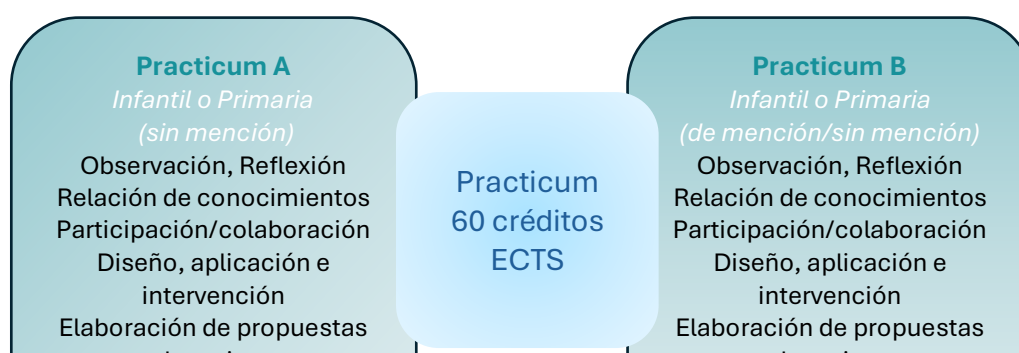 Practicum A
Infantil o Primaria
(sin mención)
Observación, Reflexión
Relación de conocimientos
Participación/colaboración
Diseño, aplicación e
intervención
Elaboración de propuestas
Practicum
60 créditos
ECTS
Practicum B
Infantil o Primaria
(de mención/sin mención)
Observación, Reflexión
Relación de conocimientos
Participación/colaboración
Diseño, aplicación e
intervención
Elaboración de propuestas